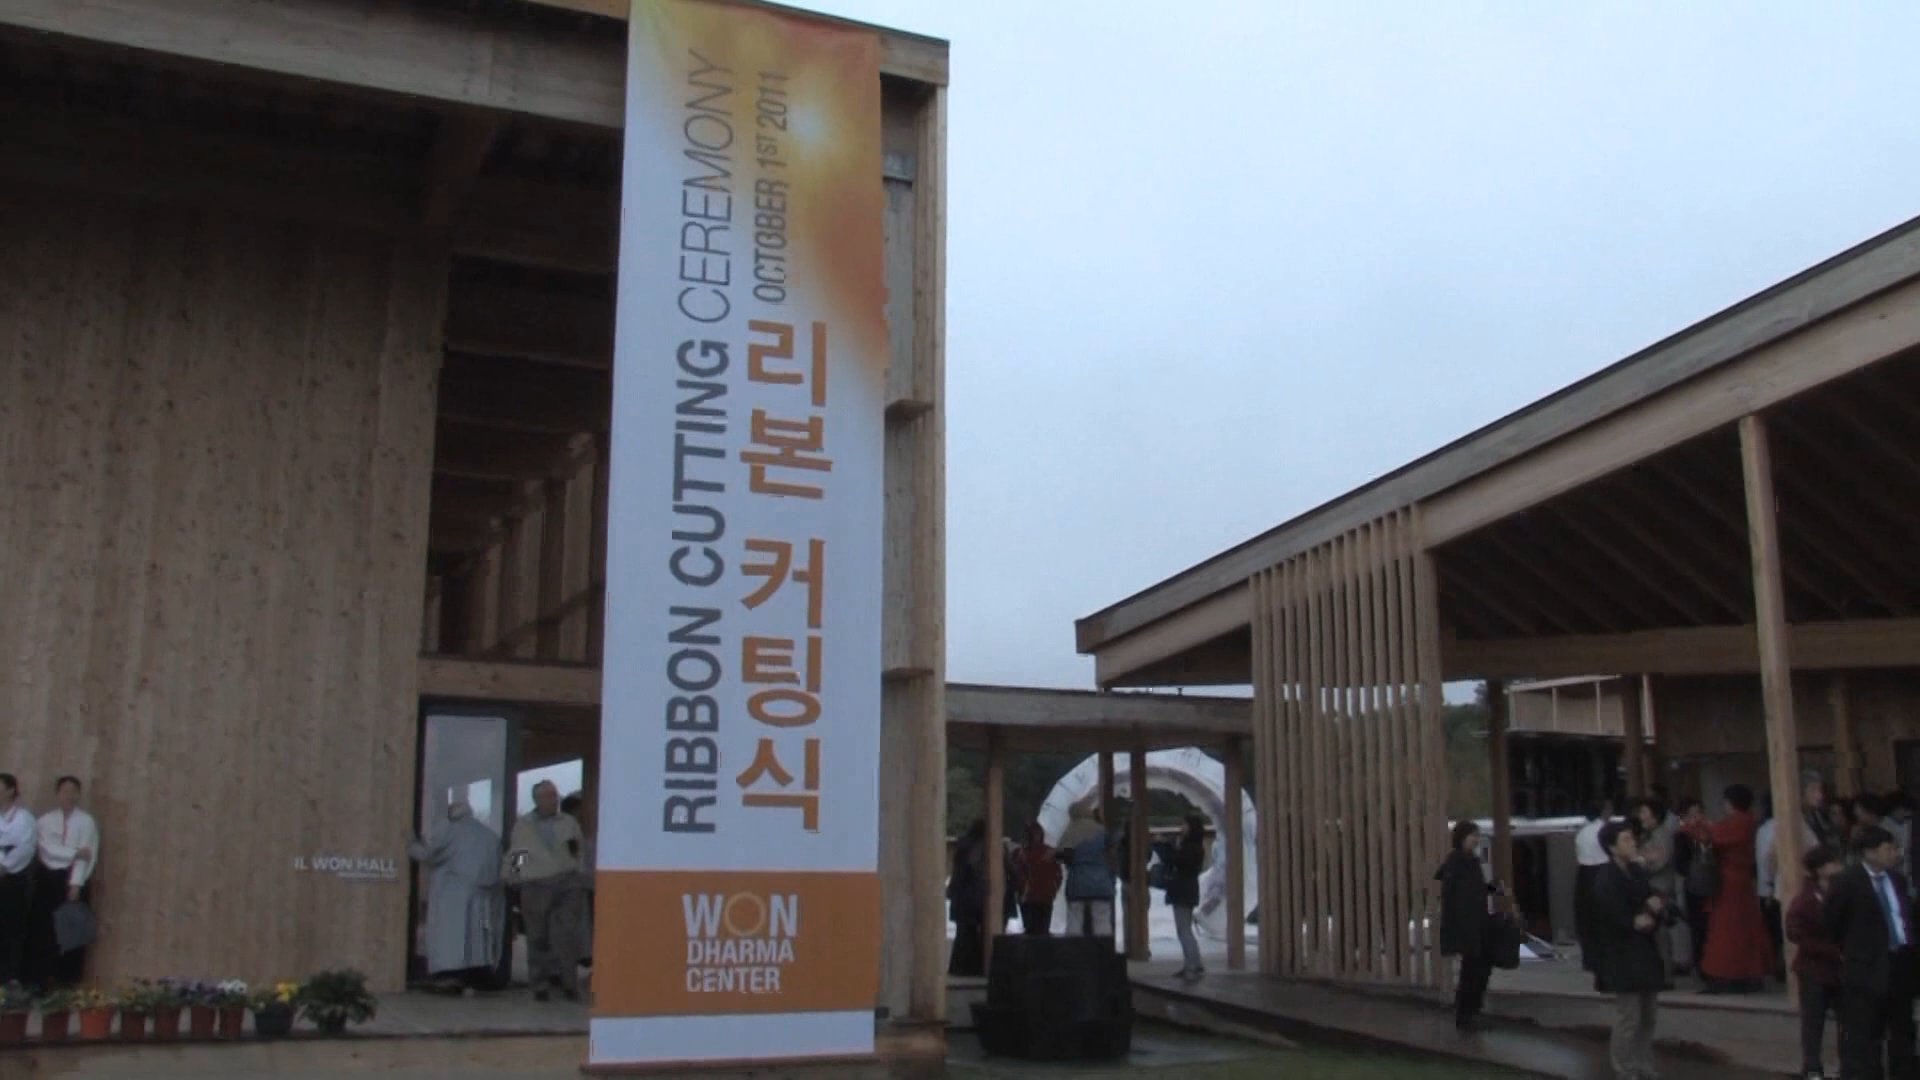 RIBBON CUTTING CEREMONY
OCTOBER 1ST 2011
리본 커팅식
WON
DHARMA
CENTER
IL WON HALL